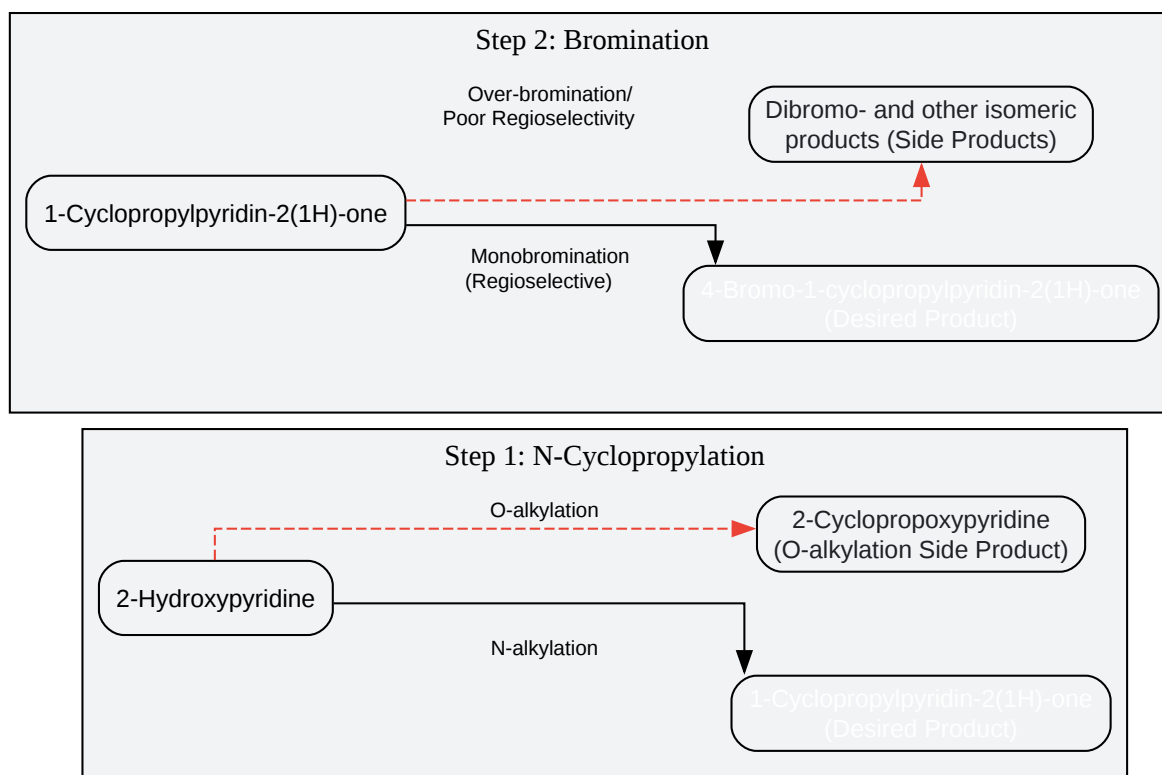 Step 2: Bromination
Over-bromination/
Poor Regioselectivity
Dibromo- and other isomeric
products (Side Products)
1-Cyclopropylpyridin-2(1H)-one
Monobromination
(Regioselective)
4-Bromo-1-cyclopropylpyridin-2(1H)-one
(Desired Product)
Step 1: N-Cyclopropylation
O-alkylation
2-Cyclopropoxypyridine
(O-alkylation Side Product)
2-Hydroxypyridine
N-alkylation
1-Cyclopropylpyridin-2(1H)-one
(Desired Product)